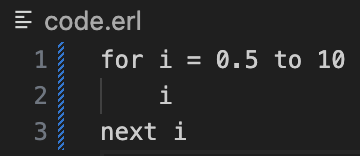 code.erl
1 for i = 0.5 to 10
2 i
3 next i